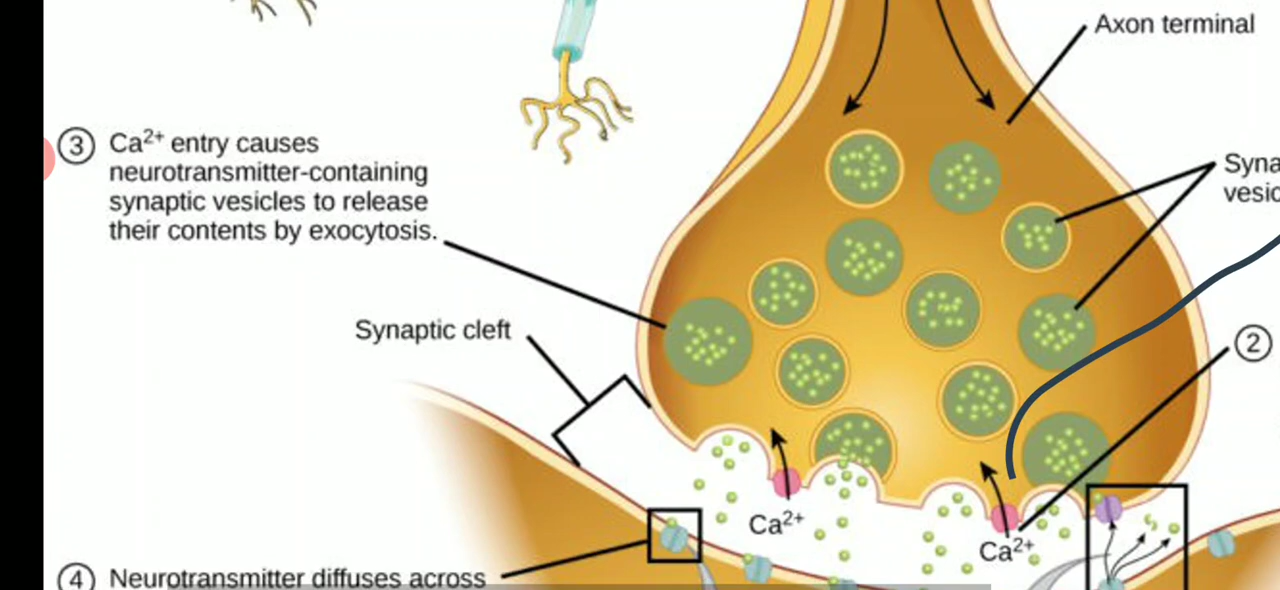 Axon terminal
③ Ca²⁺ entry causes
neurotransmitter-containing
synaptic vesicles to release
their contents by exocytosis.
Synaptic cleft
②
Ca²⁺
Ca²⁺
④ Neurotransmitter diffuses across